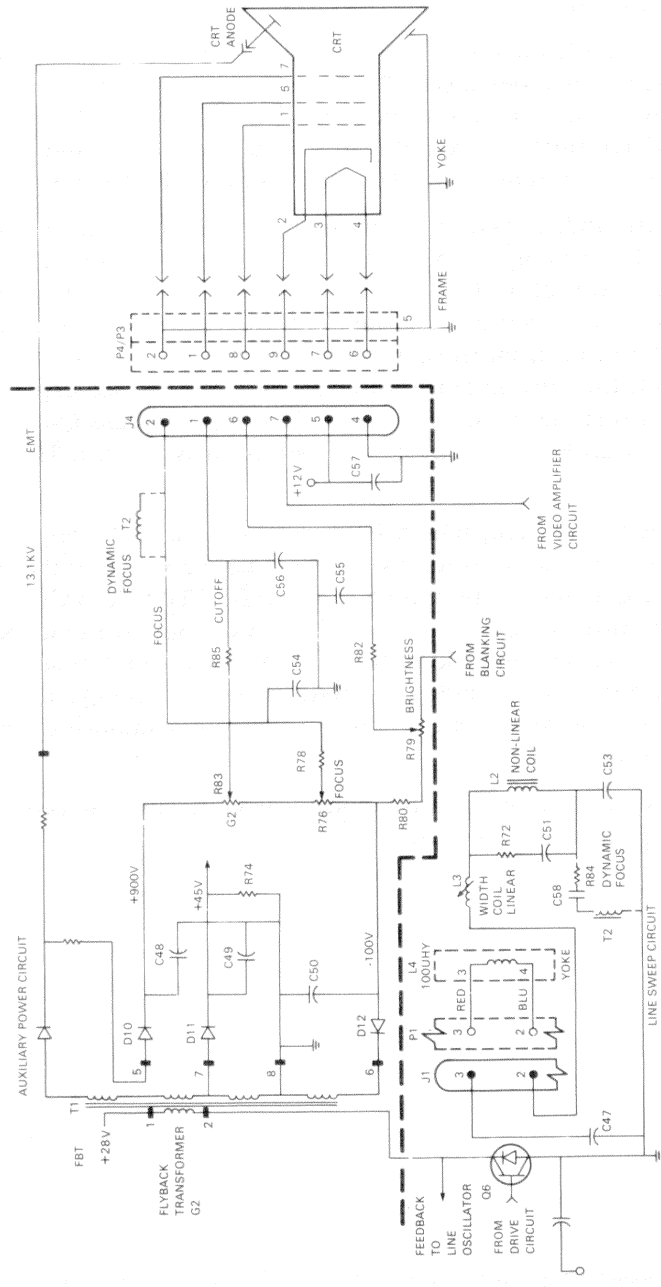 AUXILIARY POWER CIRCUIT
13.1KV
EMT
CRT
ANODE
CRT
FBT
+28V
T1
1
2
FLYBACK
TRANSFORMER
G2
5
7
8
6
D10
D11
D12
+900V
+45V
-100V
C48
C49
R74
C50
R83
G2
R76
FOCUS
R78
R80
R79
BRIGHTNESS
FOCUS
R85
CUTOFF
C54
R82
C56
C55
DYNAMIC
FOCUS
T2
+12V
C57
J4
2
1
6
7
5
4
P4/P3
2
1
8
9
7
6
5
FRAME
2
3
4
1
5
7
YOKE
FROM
BLANKING
CIRCUIT
FROM
VIDEO AMPLIFIER
CIRCUIT
FEEDBACK
TO
LINE
OSCILLATOR
Q6
FROM
DRIVE
CIRCUIT
C47
J1
3
2
P1
3
2
RED
BLU
L4
100UHY
3
4
YOKE
L3
WIDTH
COIL
LINEAR
R72
C51
L2
NON-LINEAR
COIL
C58
R84
DYNAMIC
FOCUS
T2
C53
LINE SWEEP CIRCUIT